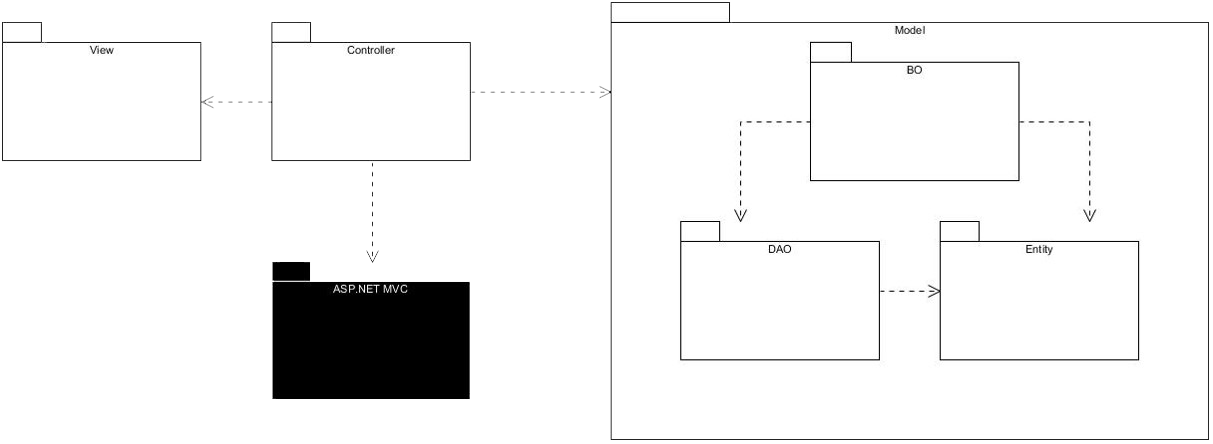 Model
View
Controller
BO
DAO
Entity
ASP.NET MVC